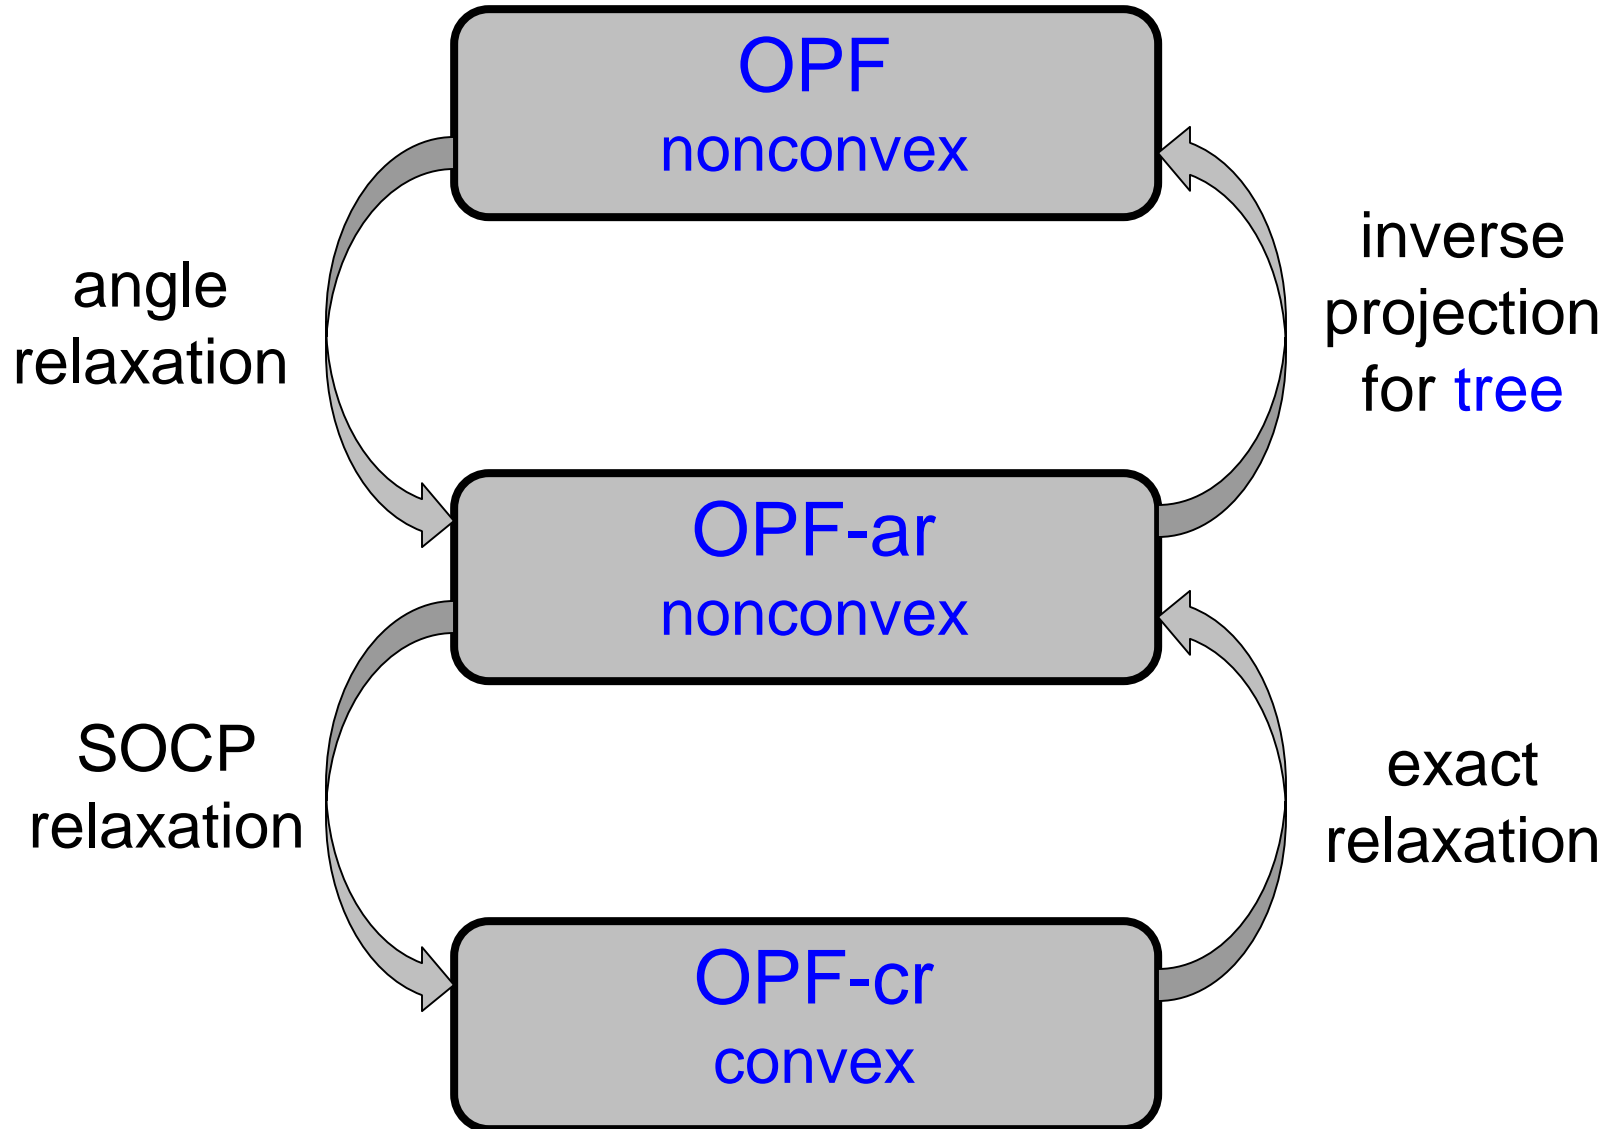 OPF
nonconvex
angle
relaxation
inverse
projection
for tree
OPF-ar
nonconvex
SOCP
relaxation
exact
relaxation
OPF-cr
convex